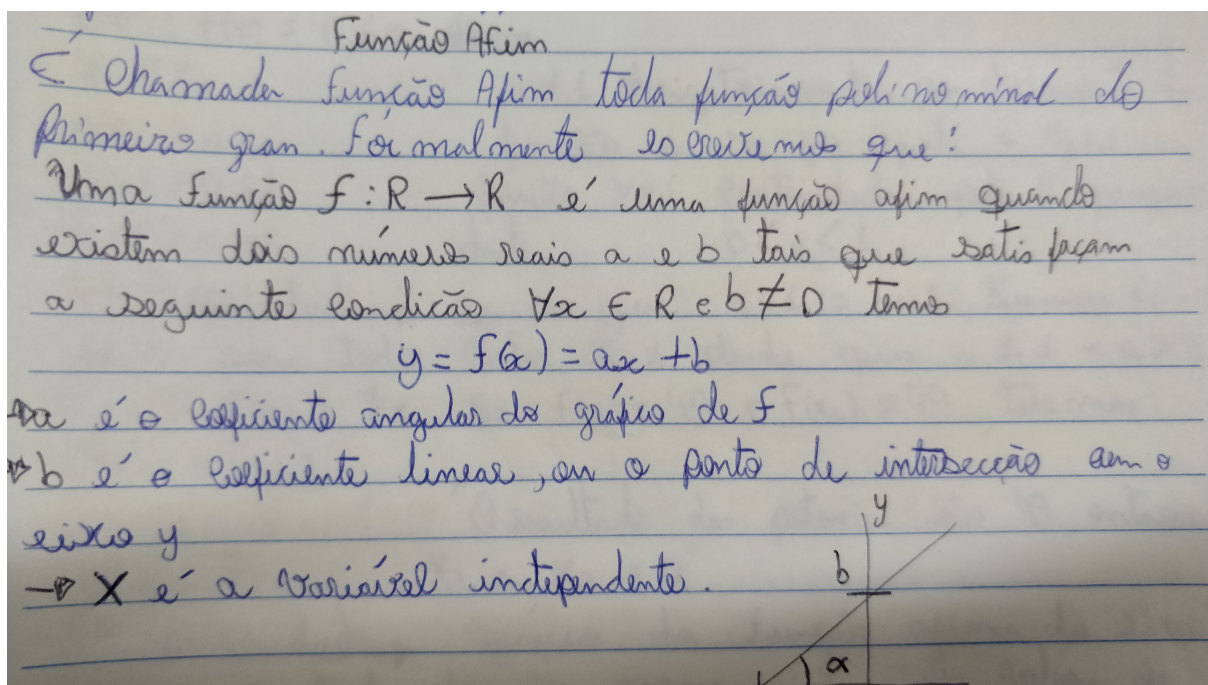 Função Afim
É chamada função Afim toda função polinominal do
primeiro grau. Formalmente escrevemos que:
Uma função f : R → R é uma função afim quando
existem dois números reais a e b tais que satisfaçam
a seguinte condicão ∀x ∈ R e b ≠ 0 temos
y = f(x) = ax + b
→ a é o coeficiente angular do gráfico de f
→ b é o coeficiente linear, ou o ponto de intersecção com o
eixo y
→ X é a variável independente.
y
b
α